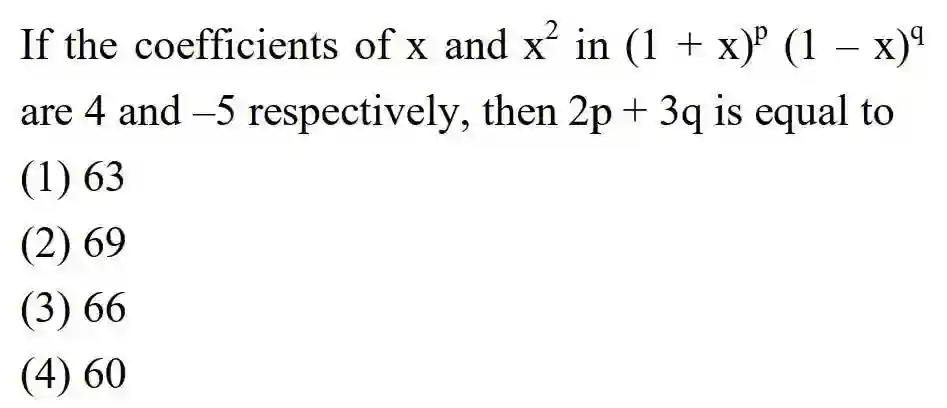 If the coefficients of x and x² in (1 + x)ᵖ (1 – x)ᑫ
are 4 and –5 respectively, then 2p + 3q is equal to
(1) 63
(2) 69
(3) 66
(4) 60